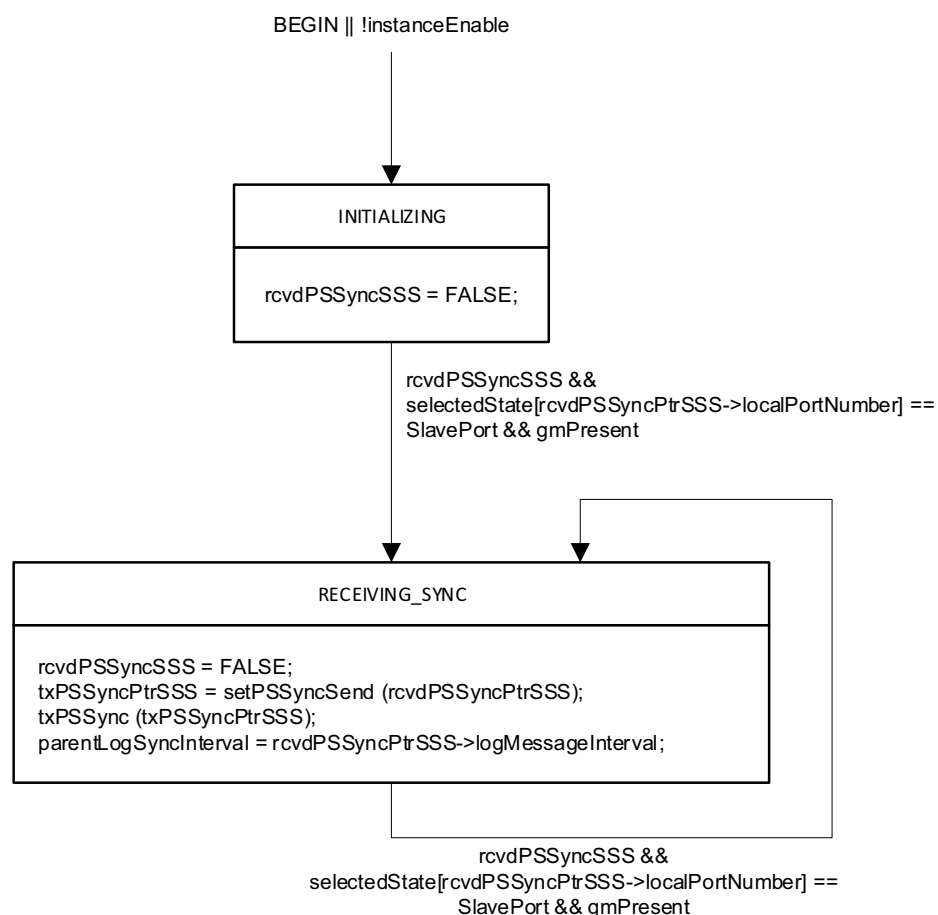 BEGIN || !instanceEnable
INITIALIZING
rcvdPSSyncSSS = FALSE;
rcvdPSSyncSSS &&
selectedState[rcvdPSSyncPtrSSS->localPortNumber] ==
SlavePort && gmPresent
RECEIVING_SYNC
rcvdPSSyncSSS = FALSE;
txPSSyncPtrSSS = setPSSyncSend (rcvdPSSyncPtrSSS);
txPSSync (txPSSyncPtrSSS);
parentLogSyncInterval = rcvdPSSyncPtrSSS->logMessageInterval;
rcvdPSSyncSSS &&
selectedState[rcvdPSSyncPtrSSS->localPortNumber] ==
SlavePort && gmPresent